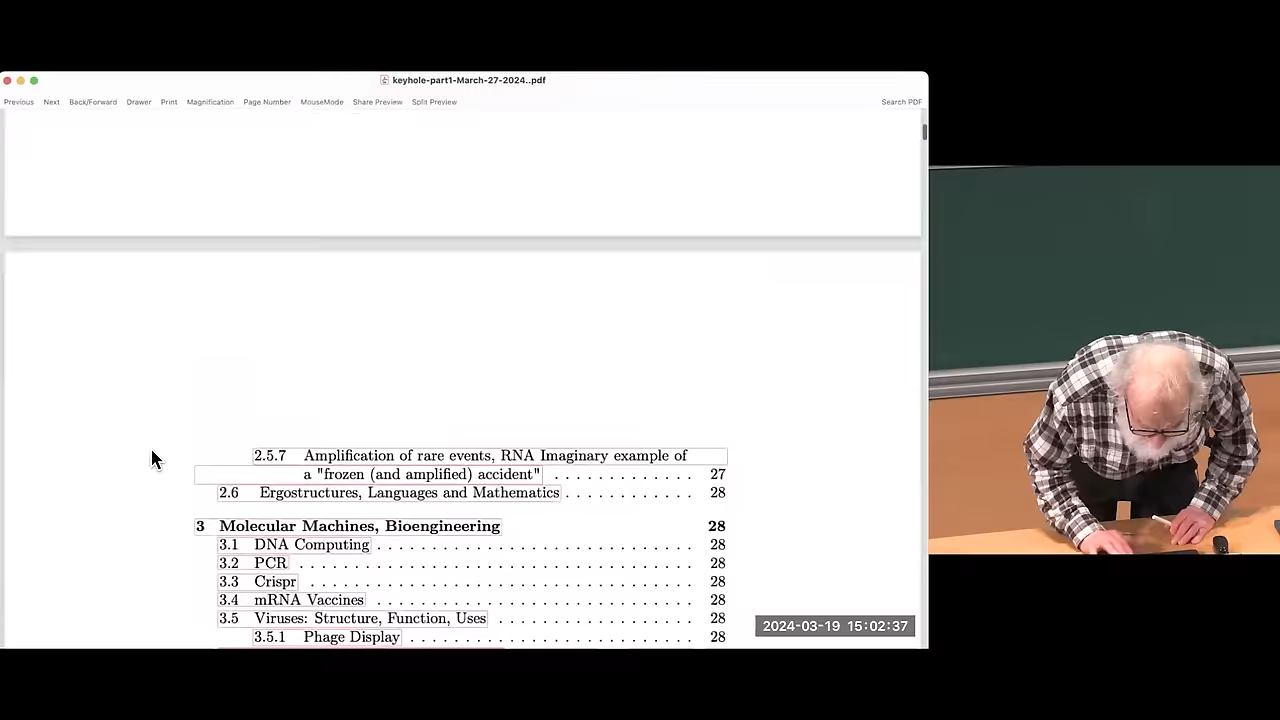 keyhole-part1-March-27-2024..pdf
Previous Next Back/Forward Drawer Print Magnification Page Number MouseMode Share Preview Split Preview Search PDF
2.5.7 Amplification of rare events, RNA Imaginary example of
a "frozen (and amplified) accident" . . . . . . . . . . . . . 27
2.6 Ergostructures, Languages and Mathematics . . . . . . . . . . . . 28
3 Molecular Machines, Bioengineering 28
3.1 DNA Computing . . . . . . . . . . . . . . . . . . . . . . . . . . . 28
3.2 PCR . . . . . . . . . . . . . . . . . . . . . . . . . . . . . . . . . 28
3.3 Crispr . . . . . . . . . . . . . . . . . . . . . . . . . . . . . . . . 28
3.4 mRNA Vaccines . . . . . . . . . . . . . . . . . . . . . . . . . . . 28
3.5 Viruses: Structure, Function, Uses . . . . . . . . . . . . . . . . . 28
3.5.1 Phage Display . . . . . . . . . . . . . . . . . . . . . . . . 28
2024-03-19 15:02:37